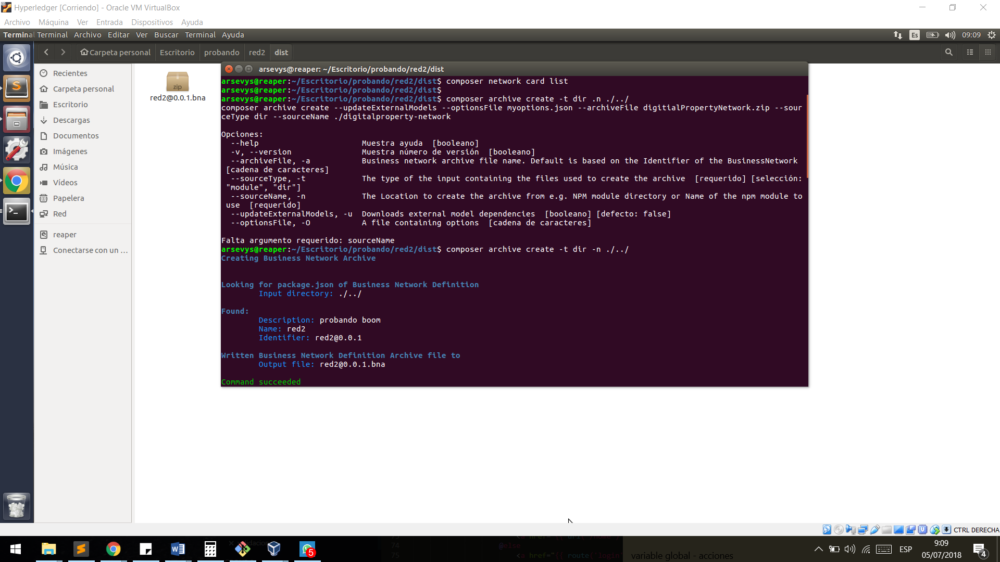 Hyperledger [Corriendo] - Oracle VM VirtualBox
Archivo Máquina Ver Entrada Dispositivos Ayuda
Terminal Terminal Archivo Editar Ver Buscar Terminal Ayuda Es 09:09
Carpeta personal Escritorio probando red2 dist
Recientes
Carpeta personal
Escritorio
Descargas
Documentos
Imágenes
Música
Vídeos
Papelera
Red
reaper
Conectarse con un ...
zip
red2@0.0.1.bna
arsevys@reaper: ~/Escritorio/probando/red2/dist
arsevys@reaper:~/Escritorio/probando/red2/dist$ composer network card list
arsevys@reaper:~/Escritorio/probando/red2/dist$
arsevys@reaper:~/Escritorio/probando/red2/dist$ composer archive create -t dir .n ./../
composer archive create --updateExternalModels --optionsFile myoptions.json --archiveFile digitialPropertyNetwork.zip --sour
ceType dir --sourceName ./digitalproperty-network
Opciones:
--help Muestra ayuda [booleano]
-v, --version Muestra número de versión [booleano]
--archiveFile, -a Business network archive file name. Default is based on the Identifier of the BusinessNetwork
[cadena de caracteres]
--sourceType, -t The type of the input containing the files used to create the archive [requerido] [selección:
"module", "dir"]
--sourceName, -n The Location to create the archive from e.g. NPM module directory or Name of the npm module to
use [requerido]
--updateExternalModels, -u Downloads external model dependencies [booleano] [defecto: false]
--optionsFile, -O A file containing options [cadena de caracteres]
Falta argumento requerido: sourceName
arsevys@reaper:~/Escritorio/probando/red2/dist$ composer archive create -t dir -n ./../
Creating Business Network Archive
Looking for package.json of Business Network Definition
Input directory: ./../
Found:
Description: probando boom
Name: red2
Identifier: red2@0.0.1
Written Business Network Definition Archive file to
Output file: red2@0.0.1.bna
Command succeeded
CTRL DERECHA
74 @else
75 <a href="{{ route('login'
variable global - acciones
5
ESP
9:09
05/07/2018
4